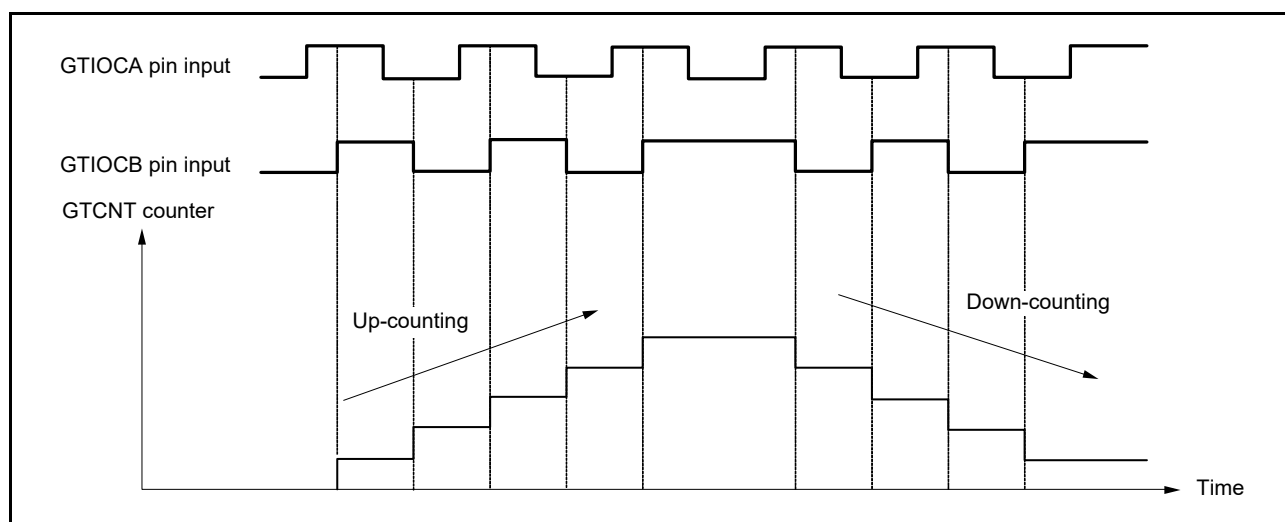 GTIOCA pin input
GTIOCB pin input
GTCNT counter
Up-counting
Down-counting
Time